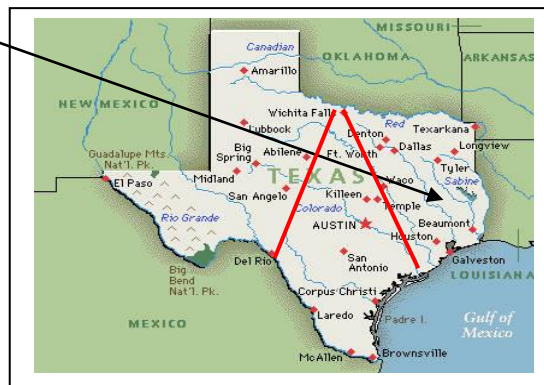 MISSOURI
Canadian
OKLAHOMA
ARKANSAS
Amarillo
NEW MEXICO
Wichita Fall
Red
Texarkana
Lubbock
Denton
Dallas
Longview
Big
Spring
Abilene
Ft. Worth
Tyler
Guadalupe Mts.
Nat'l. Pk.
Midland
TEXAS
Waco
Sabine
El Paso
San Angelo
Killeen
Temple
Colorado
Rio Grande
AUSTIN
Beaumont
Houston
Del Rio
San
Antonio
Galveston
LOUISIANA
Big
Bend
Nat'l. Pk.
Corpus Christi
Laredo
Padre I.
Gulf of
Mexico
MEXICO
McAllen
Brownsville